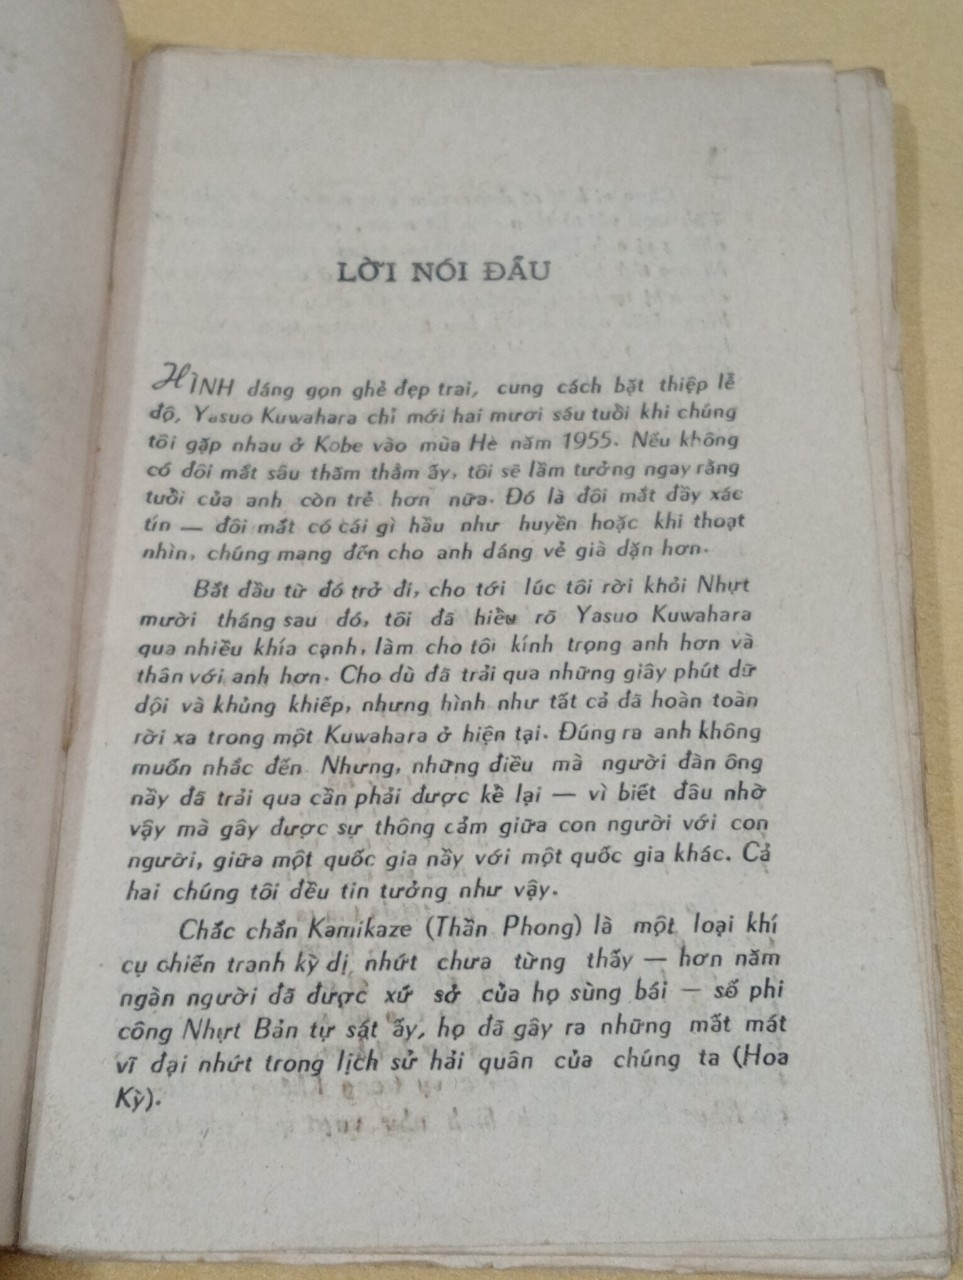 LỜI NÓI ĐẦU
HÌNH dáng gọn ghẻ đẹp trai, cung cách bặt thiệp lễ
độ, Yasuo Kuwahara chỉ mới hai mươi sáu tuổi khi chúng
tôi gặp nhau ở Kobe vào mùa Hè năm 1955. Nếu không
có đôi mắt sâu thăm thẳm ấy, tôi sẽ lầm tưởng ngay rằng
tuổi của anh còn trẻ hơn nữa. Đó là đôi mắt đầy xác
tín — đôi mắt có cái gì hầu như huyền hoặc khi thoạt
nhìn, chúng mang đến cho anh dáng vẻ già dặn hơn.
Bắt đầu từ đó trở đi, cho tới lúc tôi rời khỏi Nhựt
mười tháng sau đó, tôi đã hiểu rõ Yasuo Kuwahara
qua nhiều khía cạnh, làm cho tôi kính trọng anh hơn và
thân với anh hơn. Cho dù đã trải qua những giây phút dữ
dội và khủng khiếp, nhưng hình như tất cả đã hoàn toàn
rời xa trong một Kuwahara ở hiện tại. Đúng ra anh không
muốn nhắc đến. Nhưng, những điều mà người đàn ông
nầy đã trải qua cần phải được kể lại — vì biết đâu nhờ
vậy mà gây được sự thông cảm giữa con người với con
người, giữa một quốc gia nầy với một quốc gia khác. Cả
hai chúng tôi đều tin tưởng như vậy.
Chắc chắn Kamikaze (Thần Phong) là một loại khí
cụ chiến tranh kỳ dị nhứt chưa từng thấy — hơn năm
ngàn người đã được xứ sở của họ sùng bái — số phi
công Nhựt Bản tự sát ấy, họ đã gây ra những mất mát
vĩ đại nhứt trong lịch sử hải quân của chúng ta (Hoa
Kỳ).